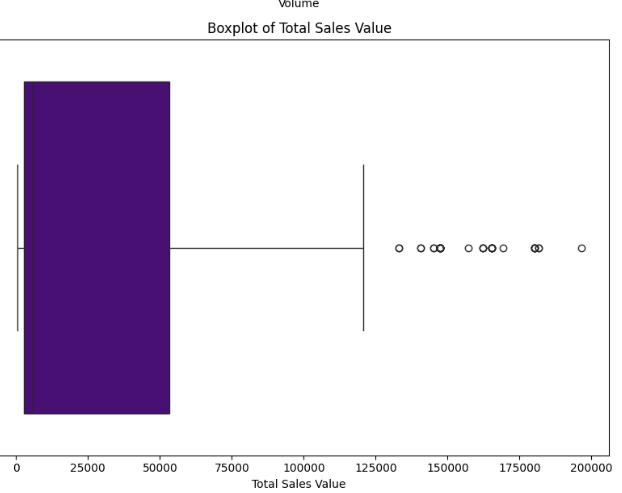 Volume
Boxplot of Total Sales Value
0 25000 50000 75000 100000 125000 150000 175000 200000
Total Sales Value